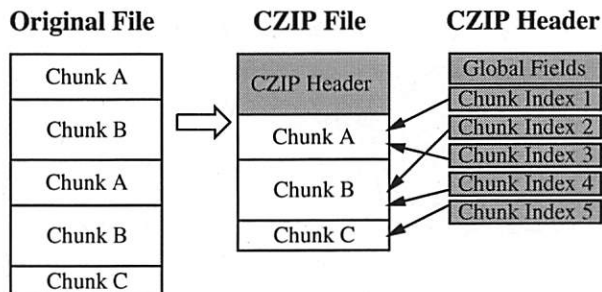 Original File
Chunk A
Chunk B
Chunk A
Chunk B
Chunk C
CZIP File
CZIP Header
Chunk A
Chunk B
Chunk C
CZIP Header
Global Fields
Chunk Index 1
Chunk Index 2
Chunk Index 3
Chunk Index 4
Chunk Index 5